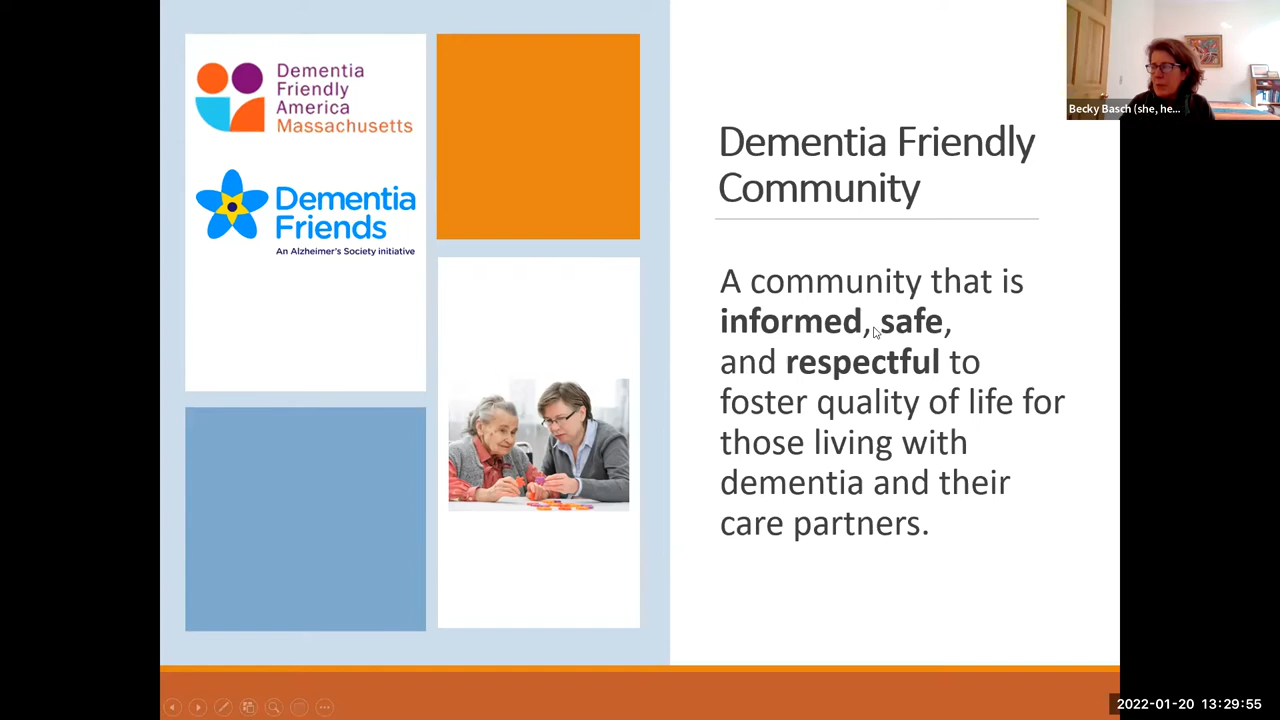 Dementia
Friendly
America
Massachusetts
Dementia
Friends
An Alzheimer's Society initiative
Dementia Friendly
Community
A community that is
informed, safe,
and respectful to
foster quality of life for
those living with
dementia and their
care partners.
Becky Basch (she, he...
2022-01-20 13:29:55